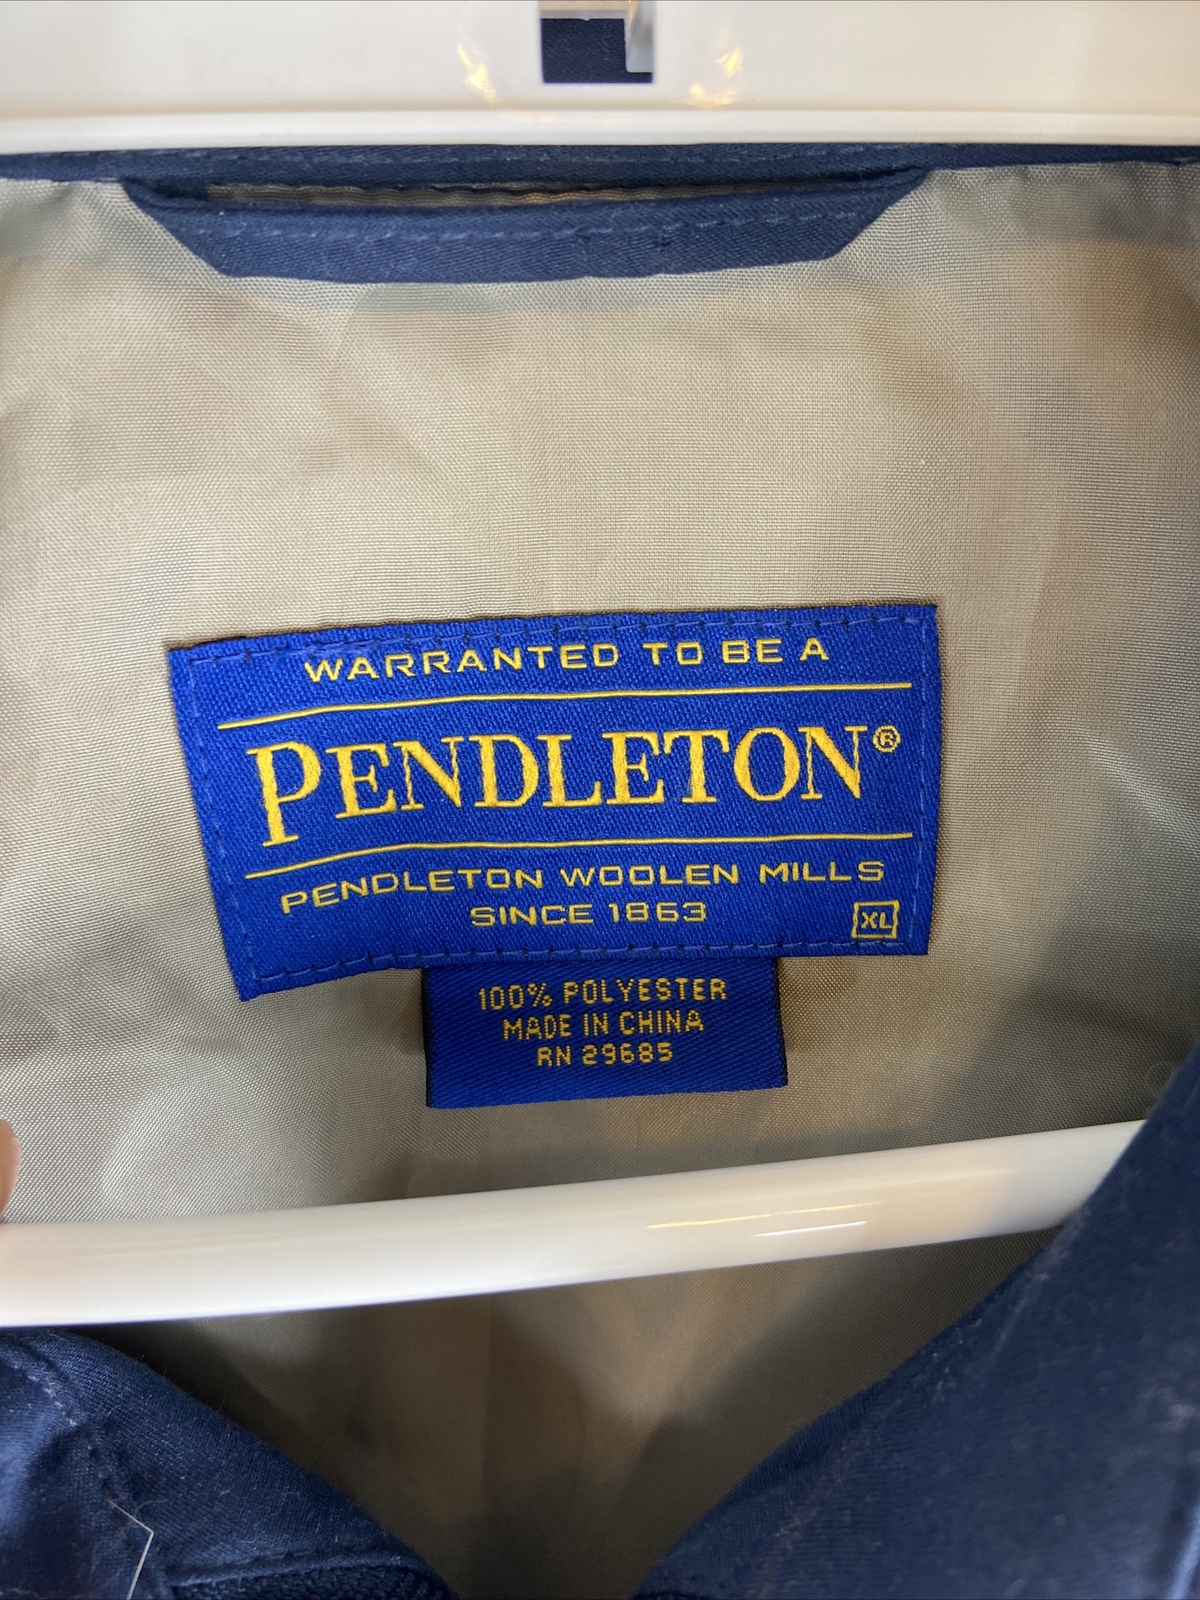 WARRANTED TO BE A
PENDLETON®
PENDLETON WOOLEN MILLS
SINCE 1863
XL
100% POLYESTER
MADE IN CHINA
RN 29685